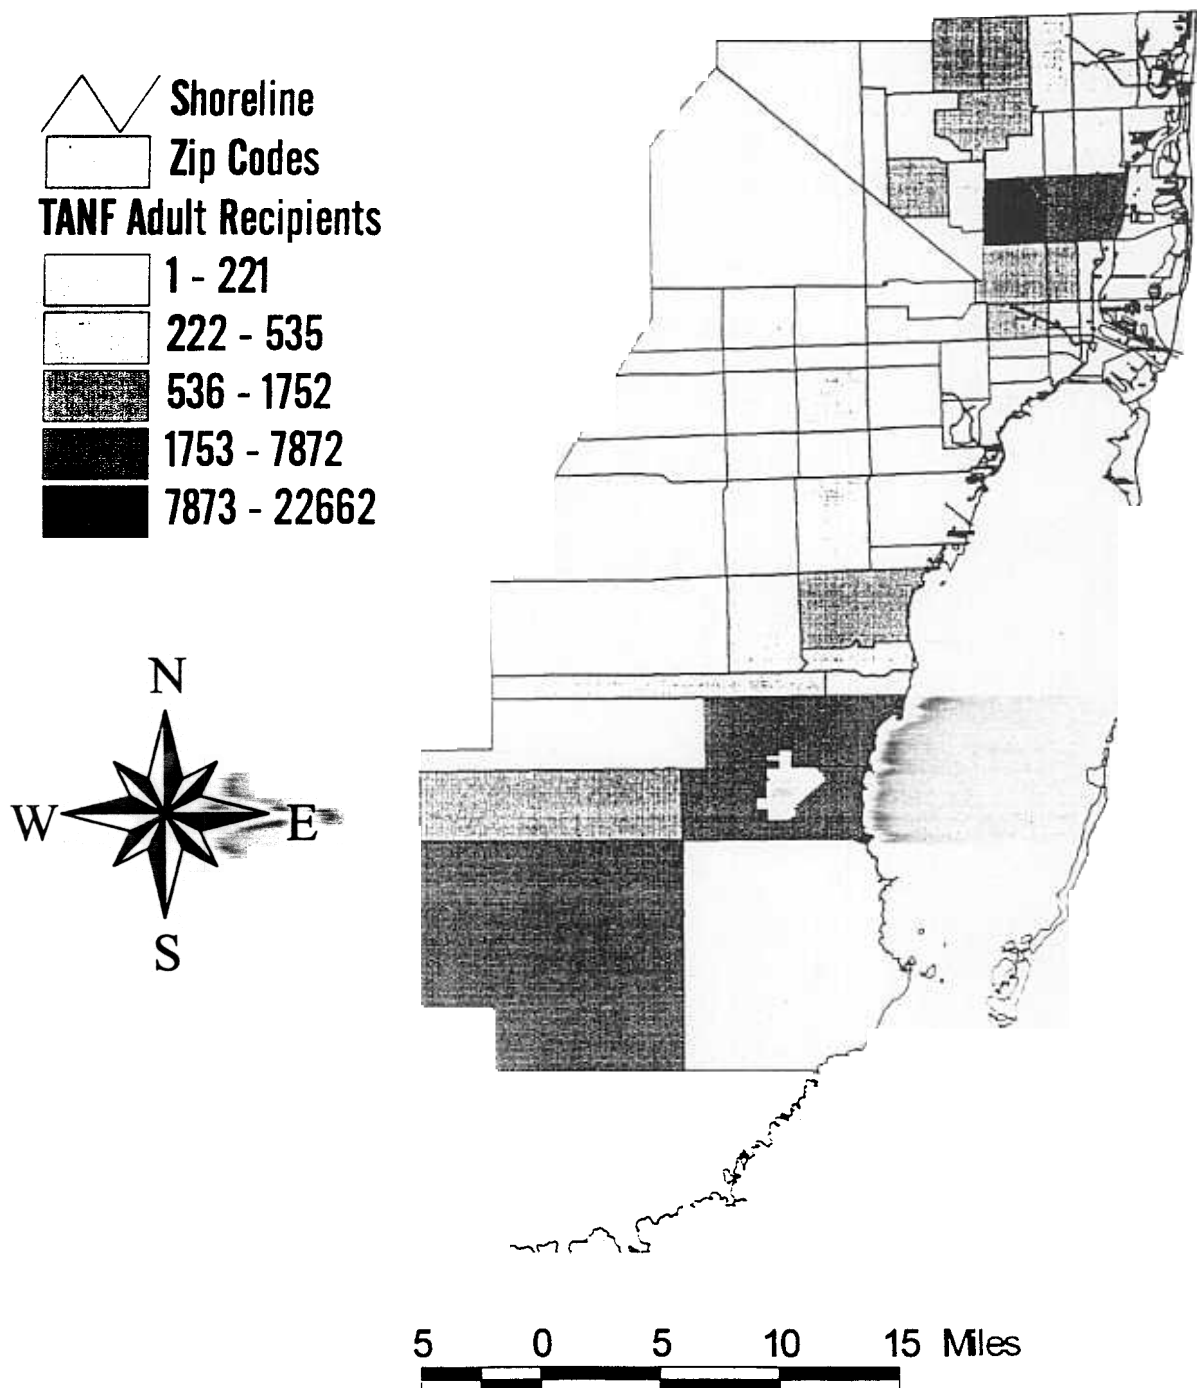 Shoreline
Zip Codes
TANF Adult Recipients
1 - 221
222 - 535
536 - 1752
1753 - 7872
7873 - 22662
N
W E
S
5 0 5 10 15 Miles